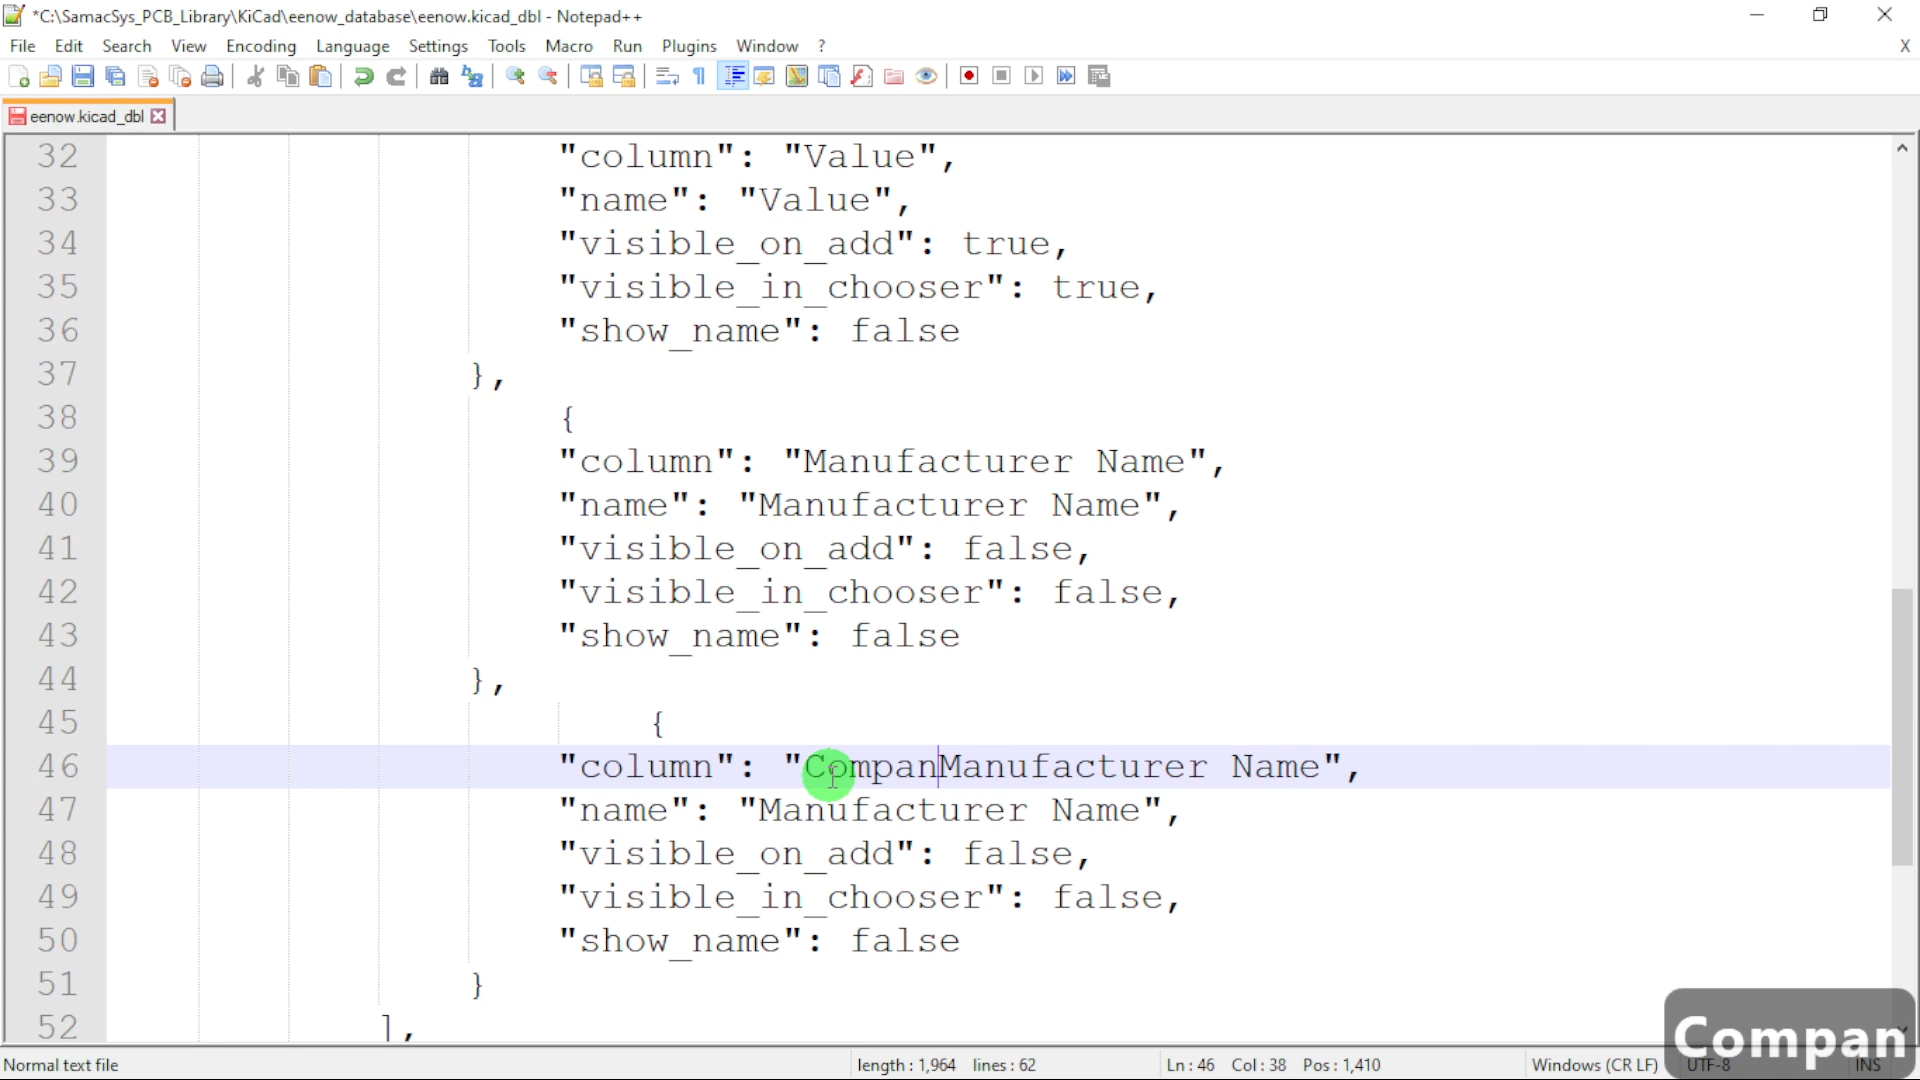 *C:\SamacSys_PCB_Library\KiCad\eenow_database\eenow.kicad_dbl - Notepad++
File Edit Search View Encoding Language Settings Tools Macro Run Plugins Window ? X
eenow.kicad_dbl
32 "column": "Value",
33 "name": "Value",
34 "visible_on_add": true,
35 "visible_in_chooser": true,
36 "show_name": false
37 },
38 {
39 "column": "Manufacturer Name",
40 "name": "Manufacturer Name",
41 "visible_on_add": false,
42 "visible_in_chooser": false,
43 "show_name": false
44 },
45 {
46 "column": "CompanManufacturer Name",
47 "name": "Manufacturer Name",
48 "visible_on_add": false,
49 "visible_in_chooser": false,
50 "show_name": false
51 }
52 ],
Compan
Normal text file length : 1,964 lines : 62 Ln : 46 Col : 38 Pos : 1,410 Windows (CR LF) UTF-8 INS